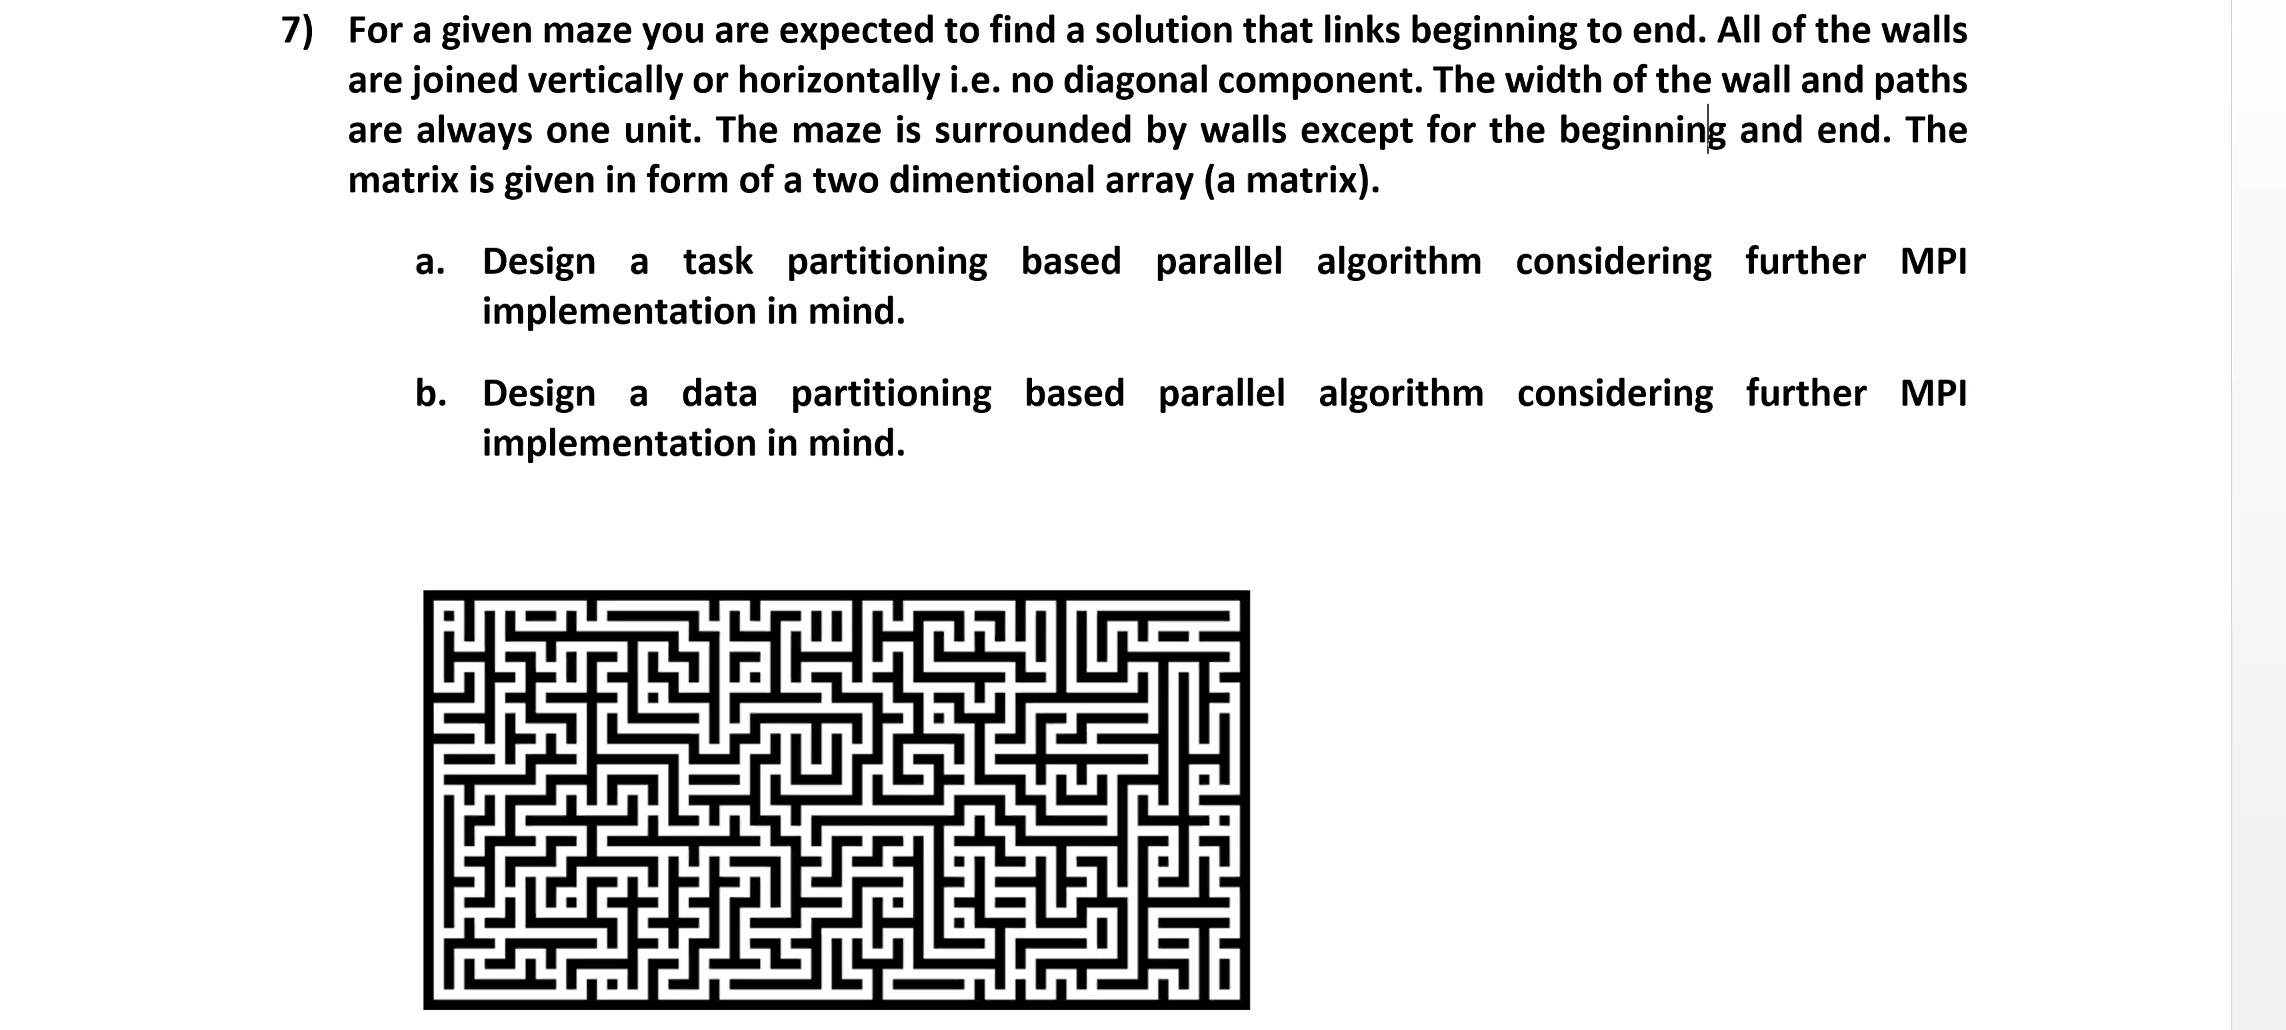 7) For a given maze you are expected to find a solution that links beginning to end. All of the walls
are joined vertically or horizontally i.e. no diagonal component. The width of the wall and paths
are always one unit. The maze is surrounded by walls except for the beginning and end. The
matrix is given in form of a two dimentional array (a matrix).
a. Design a task partitioning based parallel algorithm considering further MPI
implementation in mind.
b. Design a data partitioning based parallel algorithm considering further MPI
implementation in mind.